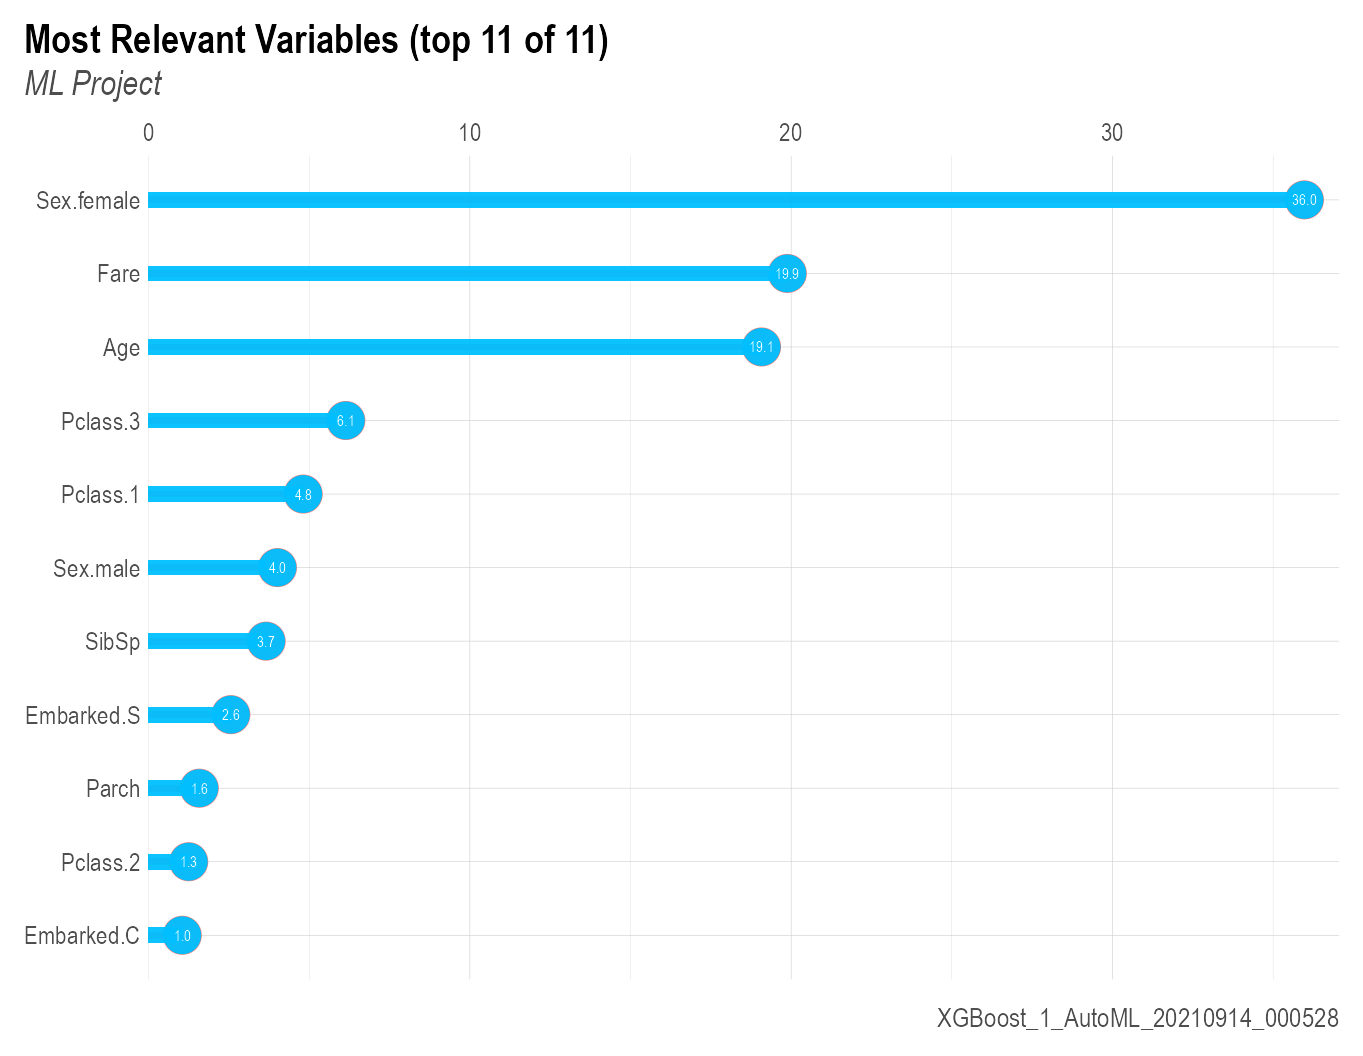 Most Relevant Variables (top 11 of 11)
ML Project
0 10 20 30
Sex.female 36.0
Fare 19.9
Age 19.1
Pclass.3 6.1
Pclass.1 4.8
Sex.male 4.0
SibSp 3.7
Embarked.S 2.6
Parch 1.6
Pclass.2 1.3
Embarked.C 1.0
XGBoost_1_AutoML_20210914_000528